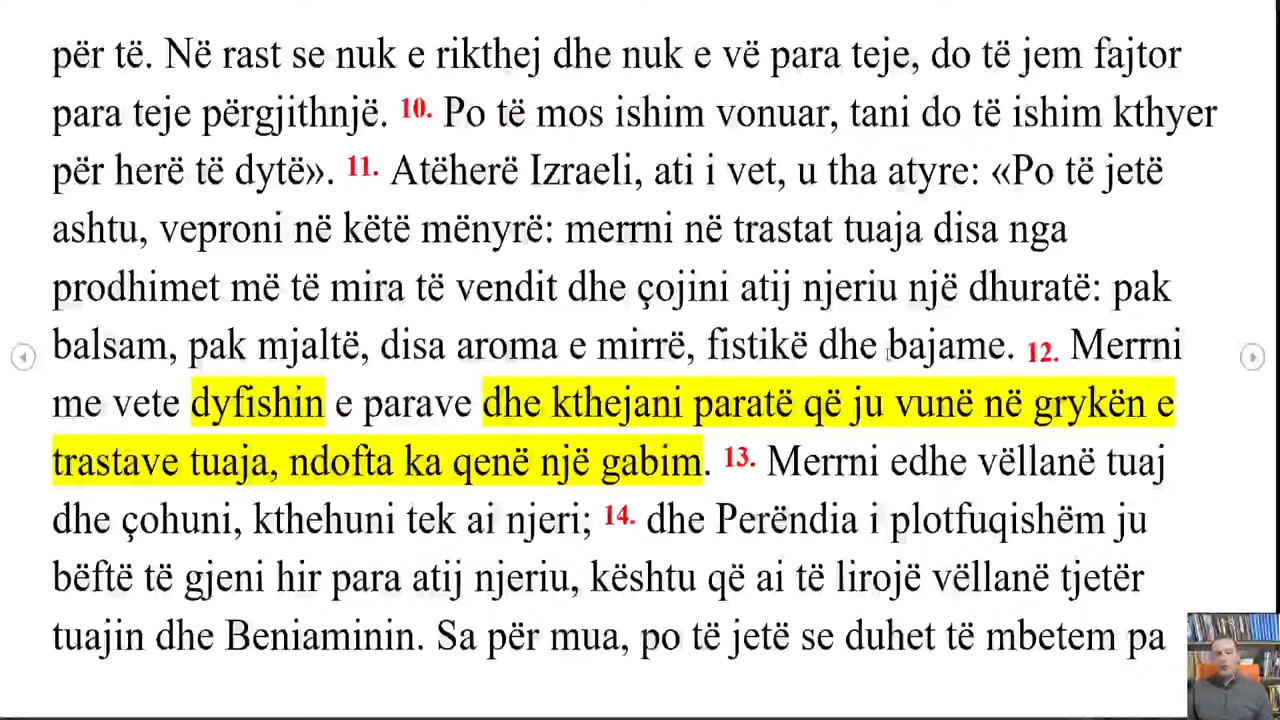 për të. Në rast se nuk e rikthej dhe nuk e vë para teje, do të jem fajtor
para teje përgjithnjë. 10. Po të mos ishim vonuar, tani do të ishim kthyer
për herë të dytë». 11. Atëherë Izraeli, ati i vet, u tha atyre: «Po të jetë
ashtu, veproni në këtë mënyrë: merrni në trastat tuaja disa nga
prodhimet më të mira të vendit dhe çojini atij njeriu një dhuratë: pak
balsam, pak mjaltë, disa aroma e mirrë, fistikë dhe bajame. 12. Merrni
me vete dyfishin e parave dhe kthejani paratë që ju vunë në grykën e
trastave tuaja, ndofta ka qenë një gabim. 13. Merrni edhe vëllanë tuaj
dhe çohuni, kthehuni tek ai njeri; 14. dhe Perëndia i plotfuqishëm ju
bëftë të gjeni hir para atij njeriu, kështu që ai të lirojë vëllanë tjetër
tuajin dhe Beniaminin. Sa për mua, po të jetë se duhet të mbetem pa